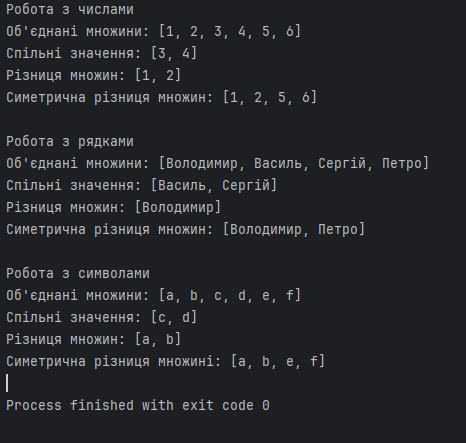 Робота з числами
Об'єднані множини: [1, 2, 3, 4, 5, 6]
Спільні значення: [3, 4]
Різниця множин: [1, 2]
Симетрична різниця множин: [1, 2, 5, 6]
Робота з рядками
Об'єднані множини: [Володимир, Василь, Сергій, Петро]
Спільні значення: [Василь, Сергій]
Різниця множин: [Володимир]
Симетрична різниця множин: [Володимир, Петро]
Робота з символами
Об'єднані множини: [a, b, c, d, e, f]
Спільні значення: [c, d]
Різниця множин: [a, b]
Симетрична різниця множині: [a, b, e, f]
Process finished with exit code 0